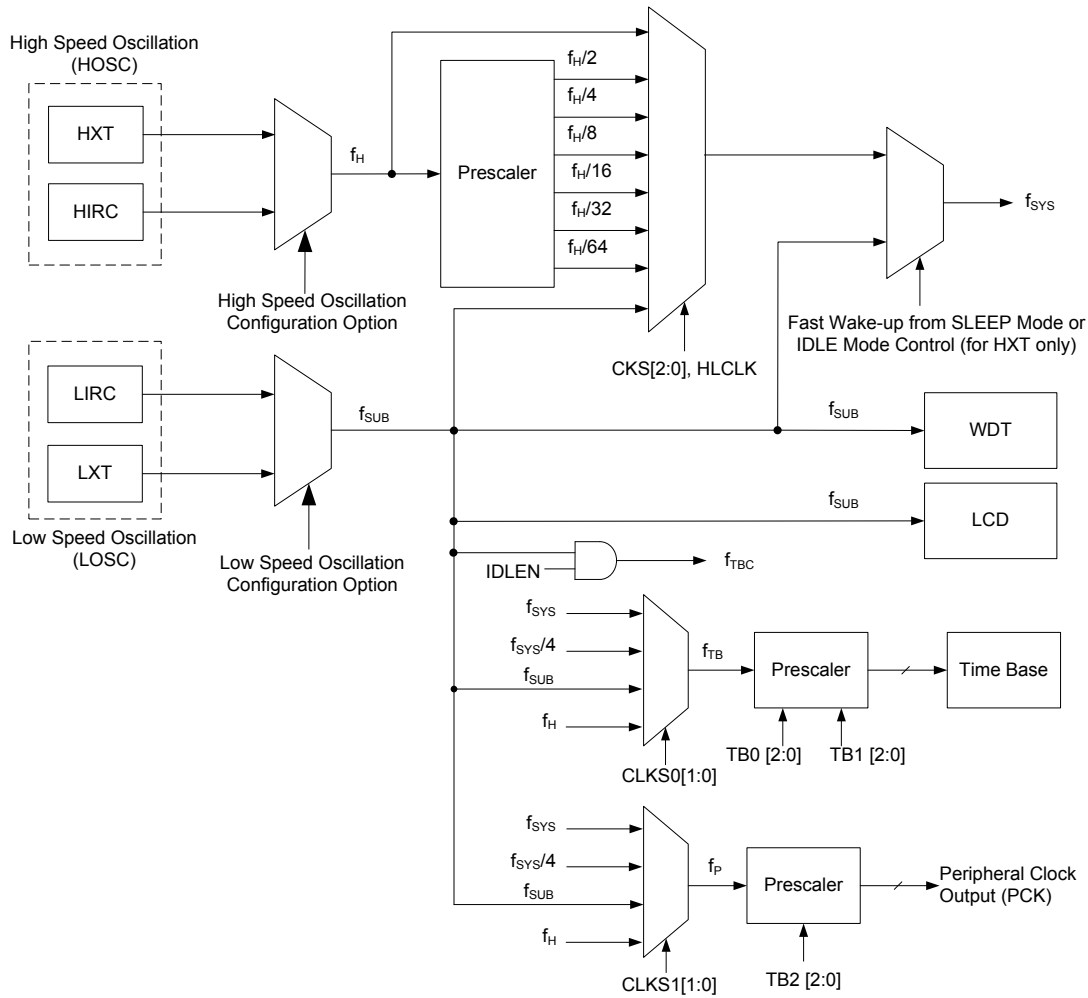 High Speed Oscillation
(HOSC)
HXT
HIRC
fH
High Speed Oscillation
Configuration Option
Prescaler
fH/2
fH/4
fH/8
fH/16
fH/32
fH/64
CKS[2:0], HLCLK
fSYS
Fast Wake-up from SLEEP Mode or
IDLE Mode Control (for HXT only)
LIRC
LXT
Low Speed Oscillation
(LOSC)
fSUB
Low Speed Oscillation
Configuration Option
fSUB
WDT
fSUB
LCD
IDLEN
fTBC
fSYS
fSYS/4
fSUB
fH
CLKS0[1:0]
fTB
Prescaler
TB0 [2:0]
TB1 [2:0]
Time Base
fSYS
fSYS/4
fSUB
fH
CLKS1[1:0]
fP
Prescaler
TB2 [2:0]
Peripheral Clock
Output (PCK)